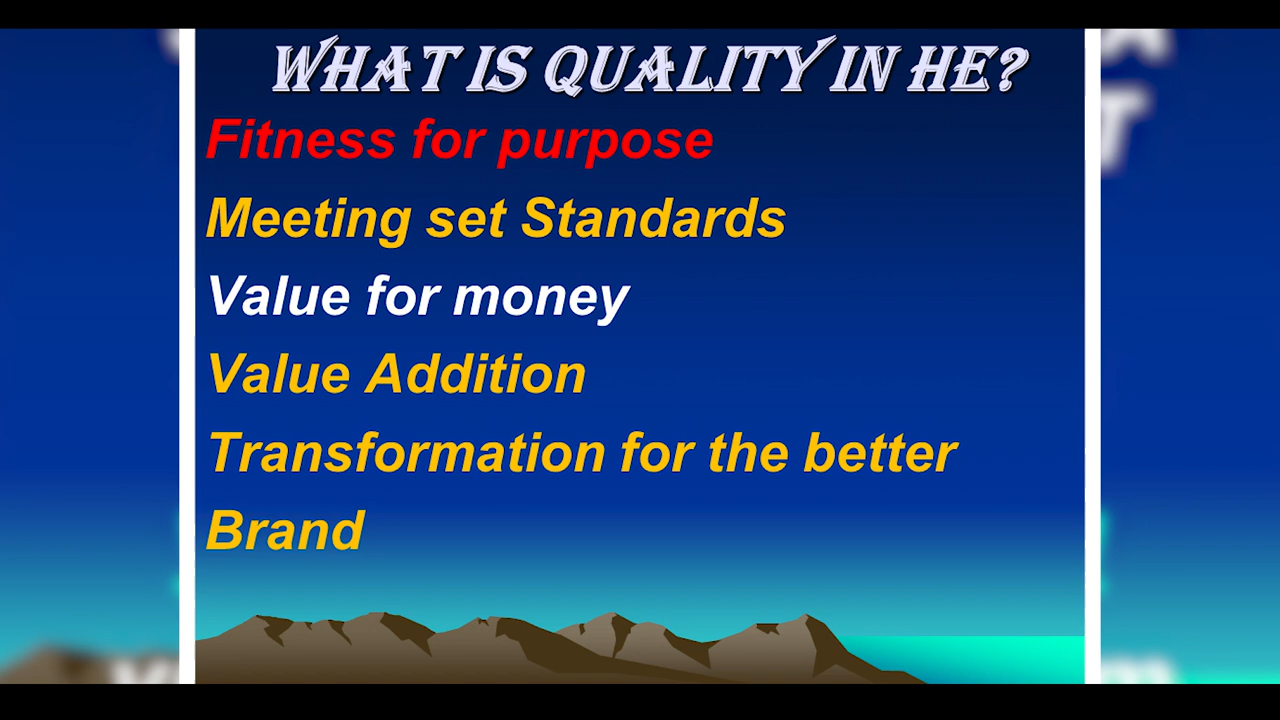 WHAT IS QUALITY IN HE?
Fitness for purpose
Meeting set Standards
Value for money
Value Addition
Transformation for the better
Brand